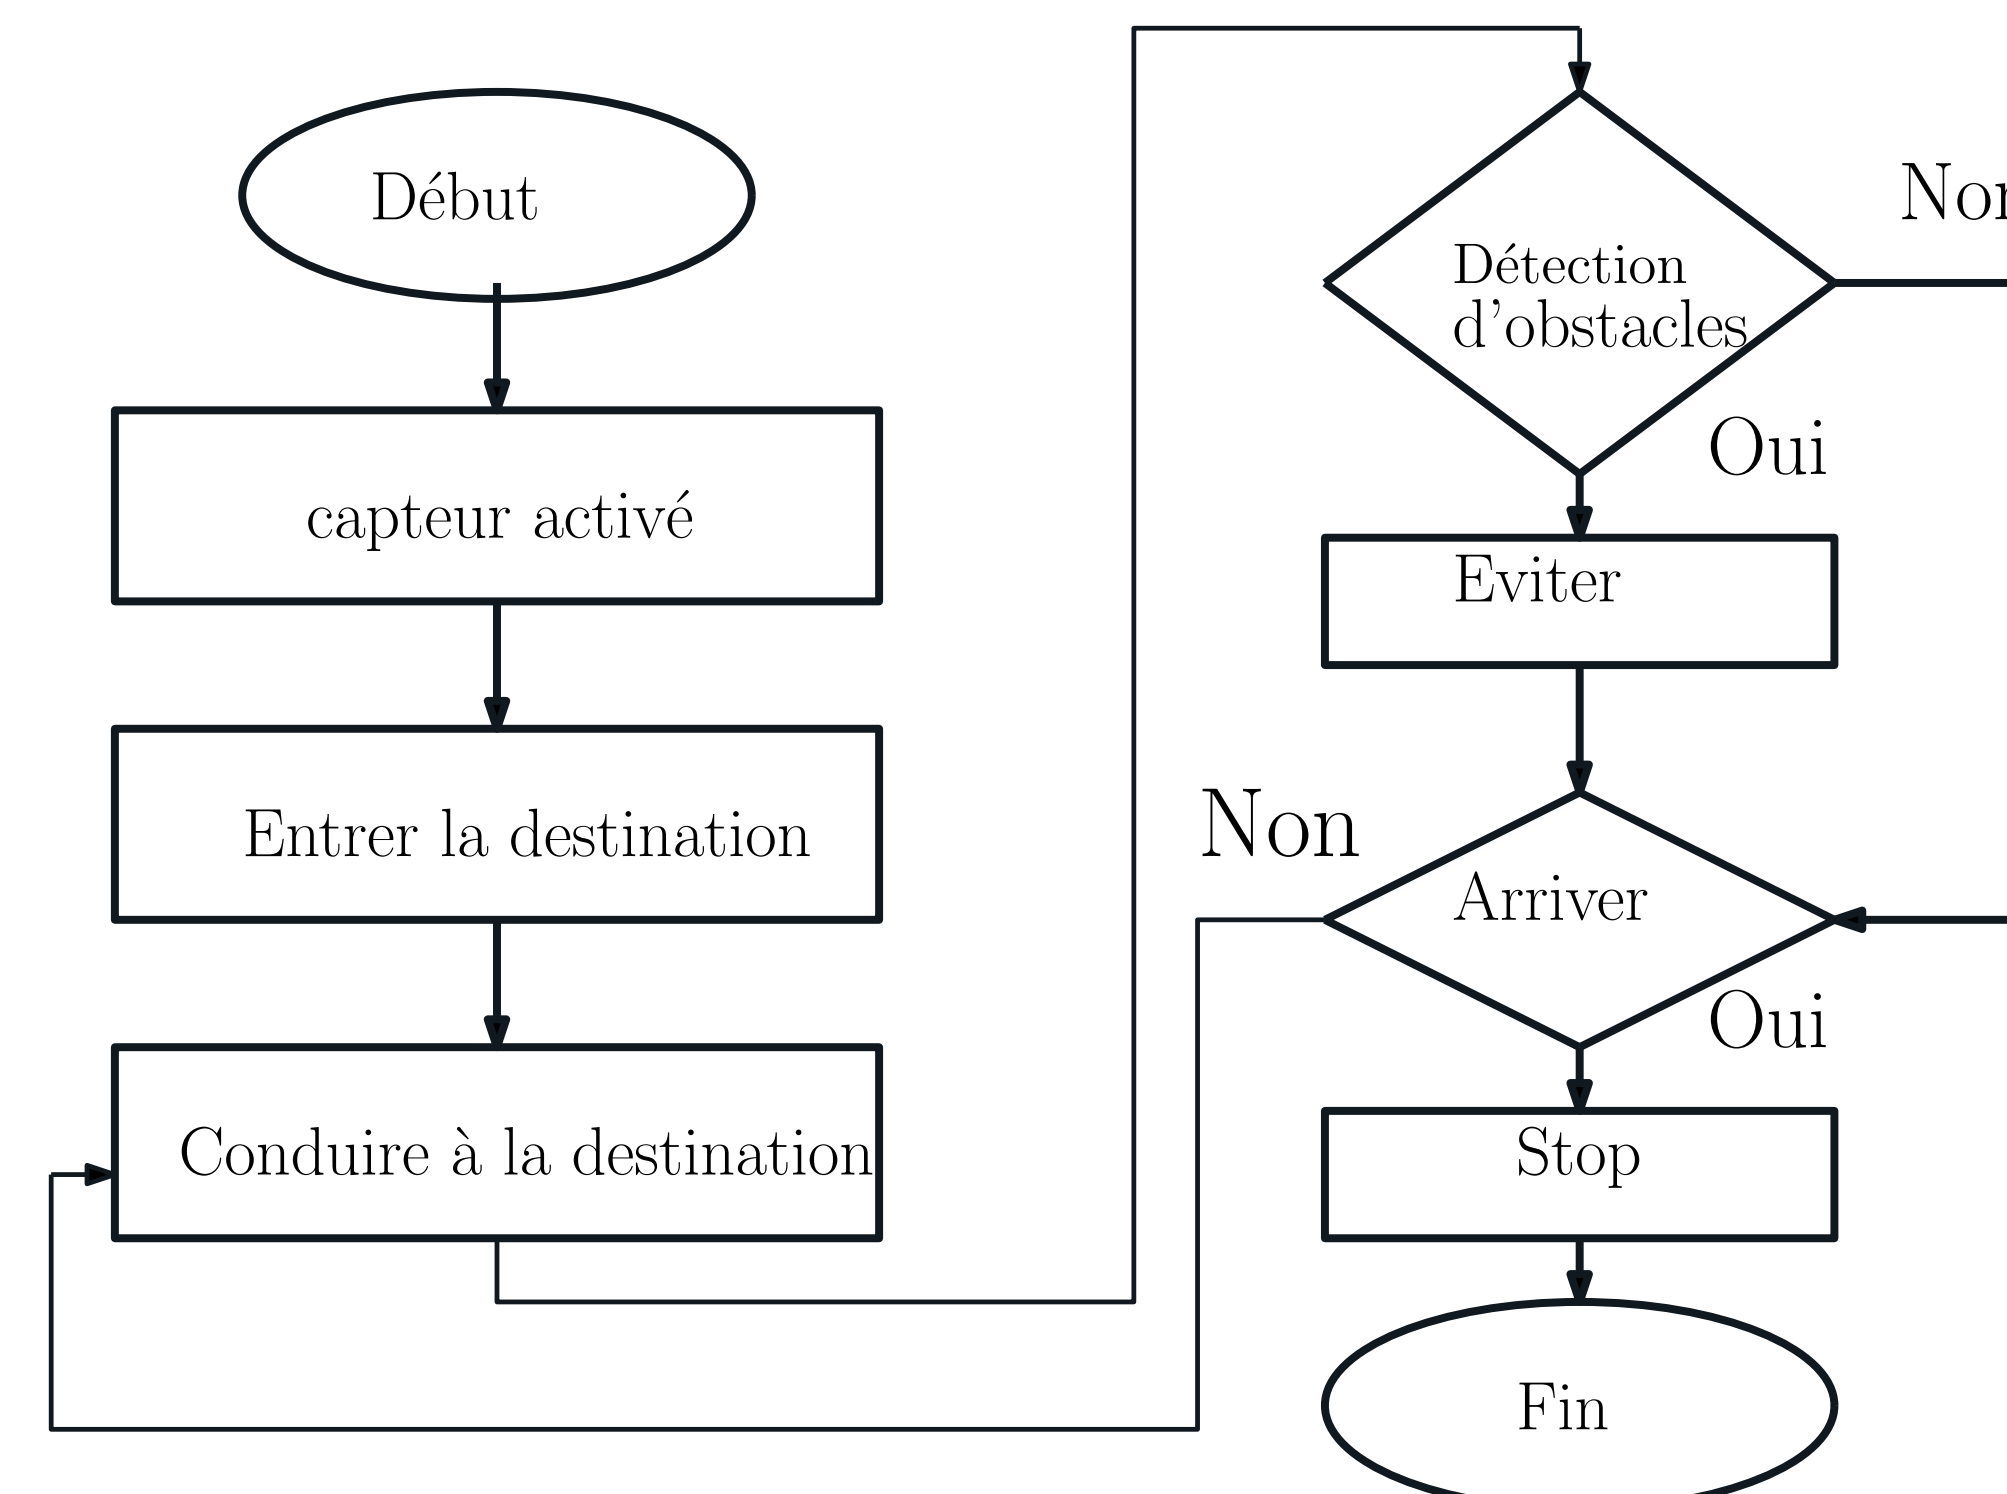 Début
capteur activé
Entrer la destination
Conduire à la destination
Détection
d'obstacles
Oui
Eviter
Non
Arriver
Oui
Stop
Fin